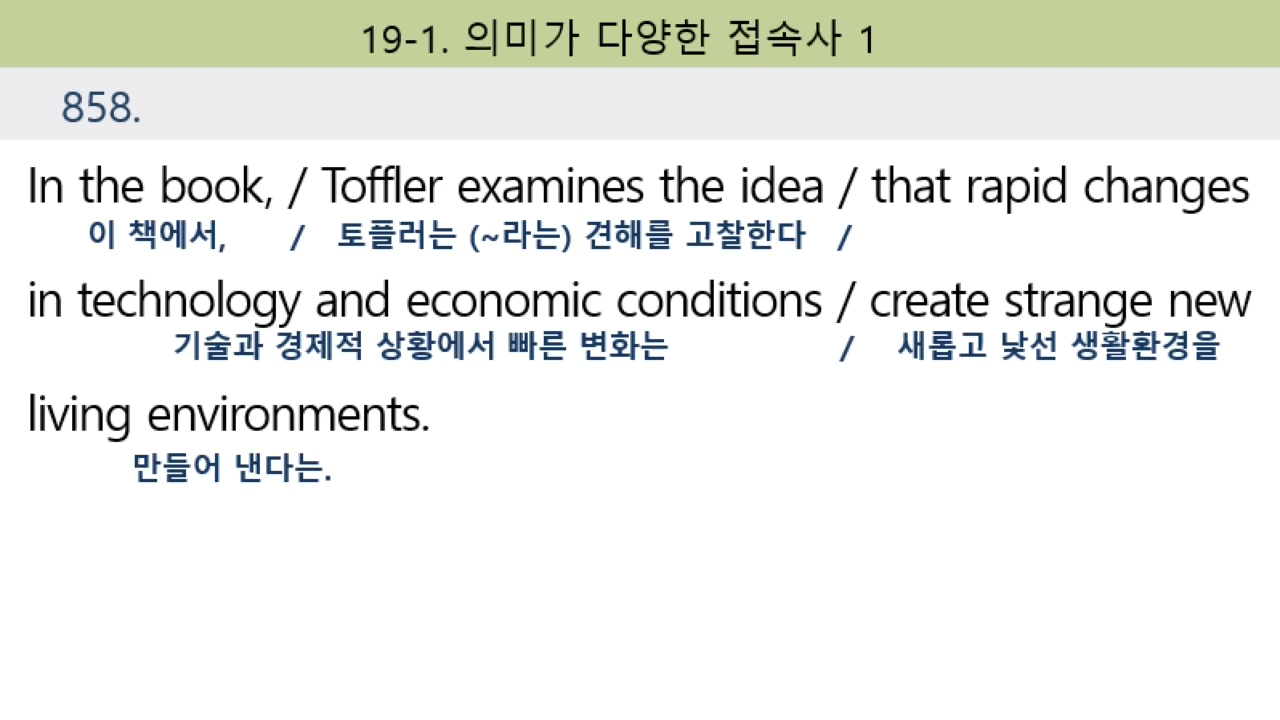 19-1. 의미가 다양한 접속사 1
858.
In the book, / Toffler examines the idea / that rapid changes
이 책에서, / 토플러는 (~라는) 견해를 고찰한다 /
in technology and economic conditions / create strange new
기술과 경제적 상황에서 빠른 변화는 / 새롭고 낯선 생활환경을
living environments.
만들어 낸다는.